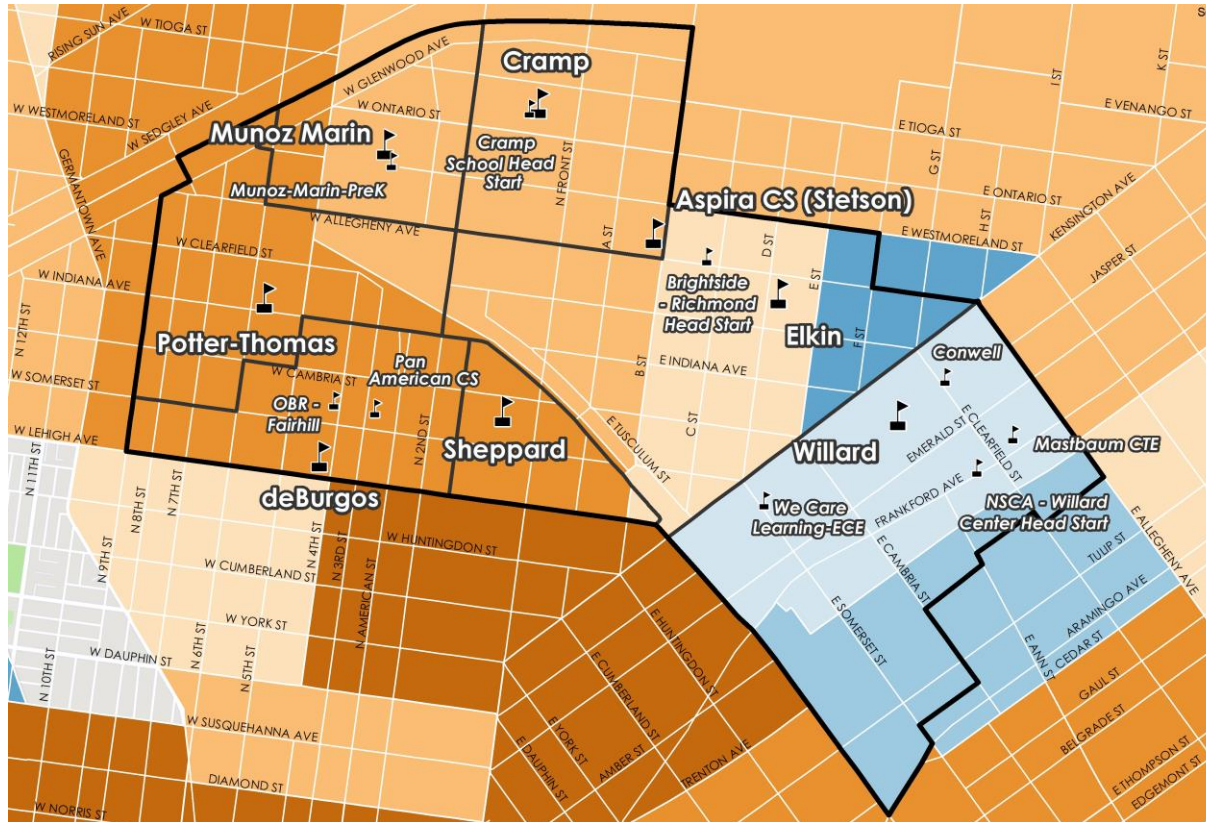 S
K ST
I ST
RISING SUN AVE
W TIOGA ST
W GLENWOOD AVE
Cramp
E VENANGO ST
W WESTMORELAND ST
W SEDGLEY AVE
W ONTARIO ST
E TIOGA ST
Munoz Marin
Cramp
School Head
Start
G ST
GERMANTOWN AVE
Munoz-Marin-PreK
N FRONT ST
E ONTARIO ST
KENSINGTON AVE
Aspira CS (Stetson)
W ALLEGHENY AVE
A ST
H ST
E WESTMORELAND ST
W CLEARFIELD ST
D ST
JASPER ST
W INDIANA AVE
Brightside
- Richmond
Head Start
E ST
N 12TH ST
Potter-Thomas
Elkin
F ST
Pan
American CS
B ST
E INDIANA AVE
Conwell
W SOMERSET ST
W CAMBRIA ST
OBR -
Fairhill
N 2ND ST
Sheppard
E TUSCULUM ST
C ST
Willard
EMERALD ST
E CLEARFIELD ST
Mastbaum CTE
W LEHIGH AVE
N 11TH ST
deBurgos
FRANKFORD AVE
N 8TH ST
N 7TH ST
We Care
Learning-ECE
NSCA - Willard
Center Head Start
E ALLEGHENY AVE
N 9TH ST
N 4TH ST
N 3RD ST
W HUNTINGDON ST
E CAMBRIA ST
TULIP ST
W CUMBERLAND ST
N AMERICAN ST
E HUNTINGDON ST
E SOMERSET ST
ARAMINGO AVE
W YORK ST
E ANN ST
CEDAR ST
W DAUPHIN ST
N 6TH ST
N 5TH ST
N 10TH ST
E CUMBERLAND ST
GAUL ST
BELGRADE ST
W SUSQUEHANNA AVE
E YORK ST
AMBER ST
TRENTON AVE
E DAUPHIN ST
DIAMOND ST
E THOMPSON ST
EDGEMONT ST
W NORRIS ST